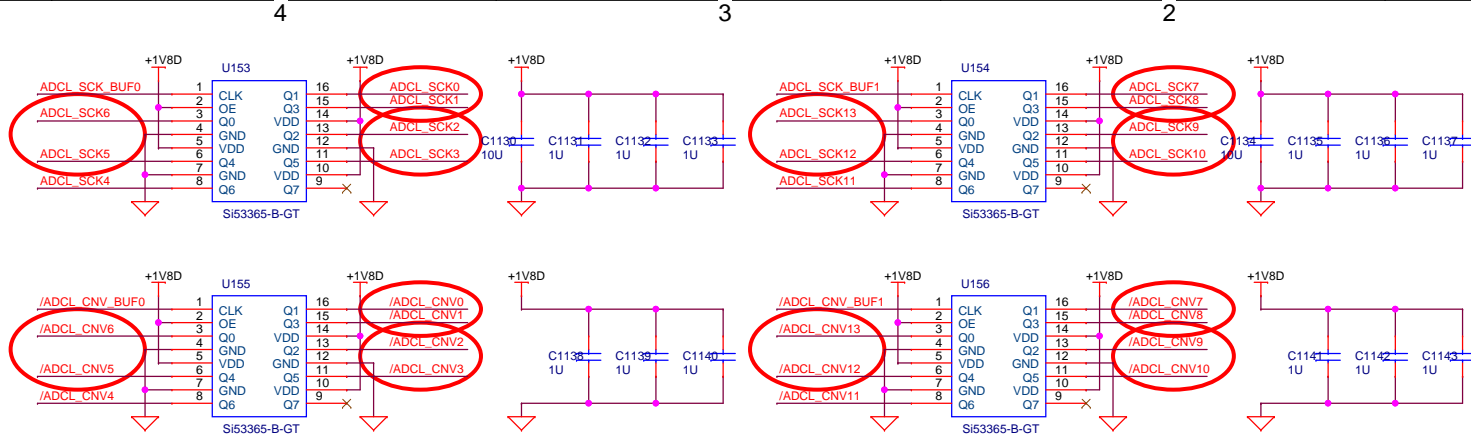 4 3 2
+1V8D U153 +1V8D +1V8D +1V8D U154 +1V8D +1V8D
ADCL_SCK_BUF0 1 CLK Q1 16 ADCL_SCK0 ADCL_SCK_BUF1 1 CLK Q1 16 ADCL_SCK7
2 OE Q3 15 ADCL_SCK1 2 OE Q3 15 ADCL_SCK8
ADCL_SCK6 3 Q0 VDD 14 ADCL_SCK13 3 Q0 VDD 14
4 GND Q2 13 ADCL_SCK2 4 GND Q2 13 ADCL_SCK9
5 VDD GND 12 C1130 C1131 C1132 C1133 5 VDD GND 12 C1134 C1135 C1136 C1137
ADCL_SCK5 6 Q4 Q5 11 ADCL_SCK3 10U 1U 1U 1U ADCL_SCK12 6 Q4 Q5 11 ADCL_SCK10 10U 1U 1U 1U
7 GND VDD 10 7 GND VDD 10
ADCL_SCK4 8 Q6 Q7 9 ADCL_SCK11 8 Q6 Q7 9
Si53365-B-GT Si53365-B-GT
+1V8D U155 +1V8D +1V8D +1V8D U156 +1V8D +1V8D
/ADCL_CNV_BUF0 1 CLK Q1 16 /ADCL_CNV0 /ADCL_CNV_BUF1 1 CLK Q1 16 /ADCL_CNV7
2 OE Q3 15 /ADCL_CNV1 2 OE Q3 15 /ADCL_CNV8
/ADCL_CNV6 3 Q0 VDD 14 /ADCL_CNV13 3 Q0 VDD 14
4 GND Q2 13 /ADCL_CNV2 4 GND Q2 13 /ADCL_CNV9
5 VDD GND 12 C1138 C1139 C1140 5 VDD GND 12 C1141 C1142 C1143
/ADCL_CNV5 6 Q4 Q5 11 /ADCL_CNV3 1U 1U 1U /ADCL_CNV12 6 Q4 Q5 11 /ADCL_CNV10 1U 1U 1U
7 GND VDD 10 7 GND VDD 10
/ADCL_CNV4 8 Q6 Q7 9 /ADCL_CNV11 8 Q6 Q7 9
Si53365-B-GT Si53365-B-GT